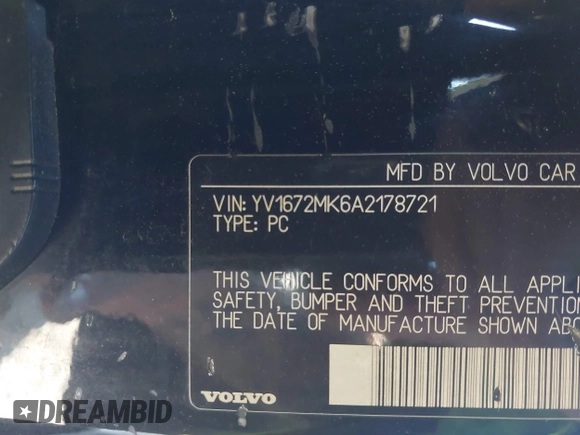 MFD BY VOLVO CAR
VIN: YV1672MK6A2178721
TYPE: PC
THIS VEHICLE CONFORMS TO ALL APPLI
SAFETY, BUMPER AND THEFT PREVENTION
THE DATE OF MANUFACTURE SHOWN ABO
VOLVO
DREAMBID